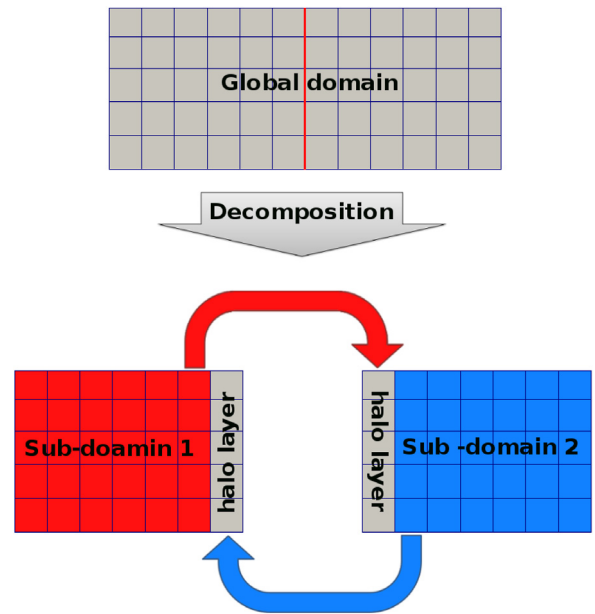 Global domain
Decomposition
Sub-doamin 1
halo layer
halo layer
Sub -domain 2